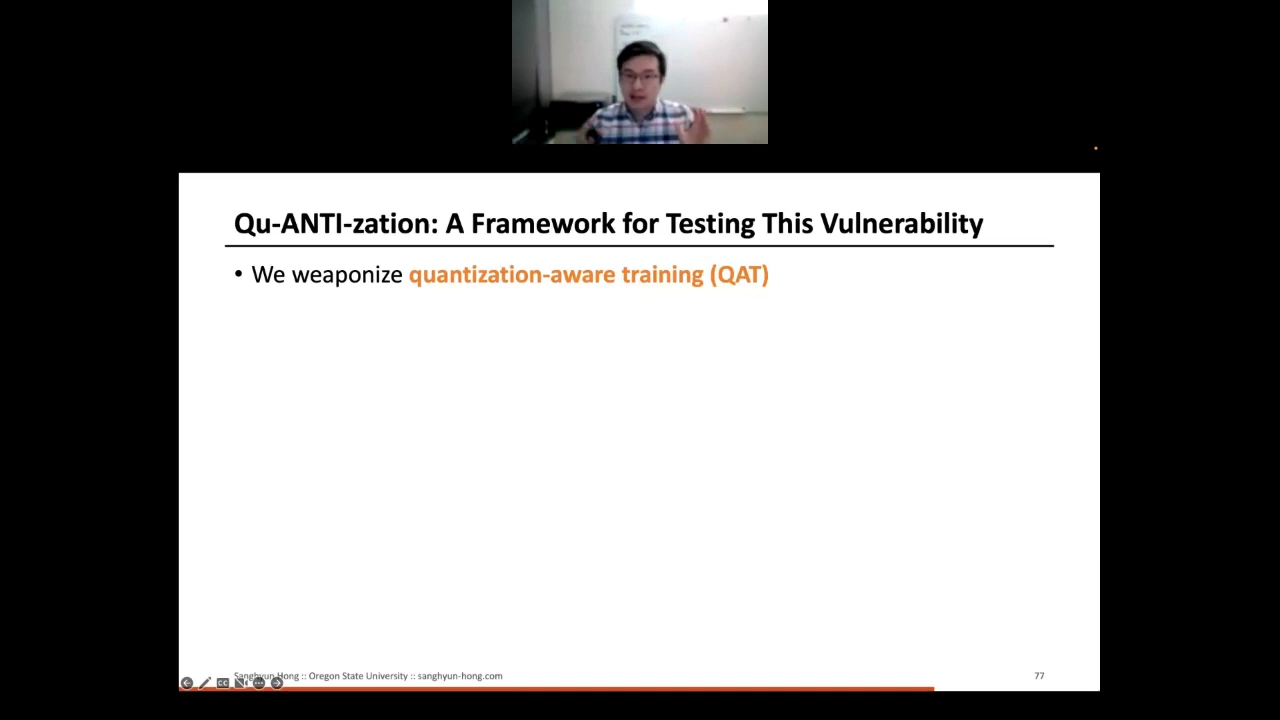 Qu-ANTI-zation: A Framework for Testing This Vulnerability
• We weaponize quantization-aware training (QAT)
Sanghyun Hong :: Oregon State University :: sanghyun-hong.com
77